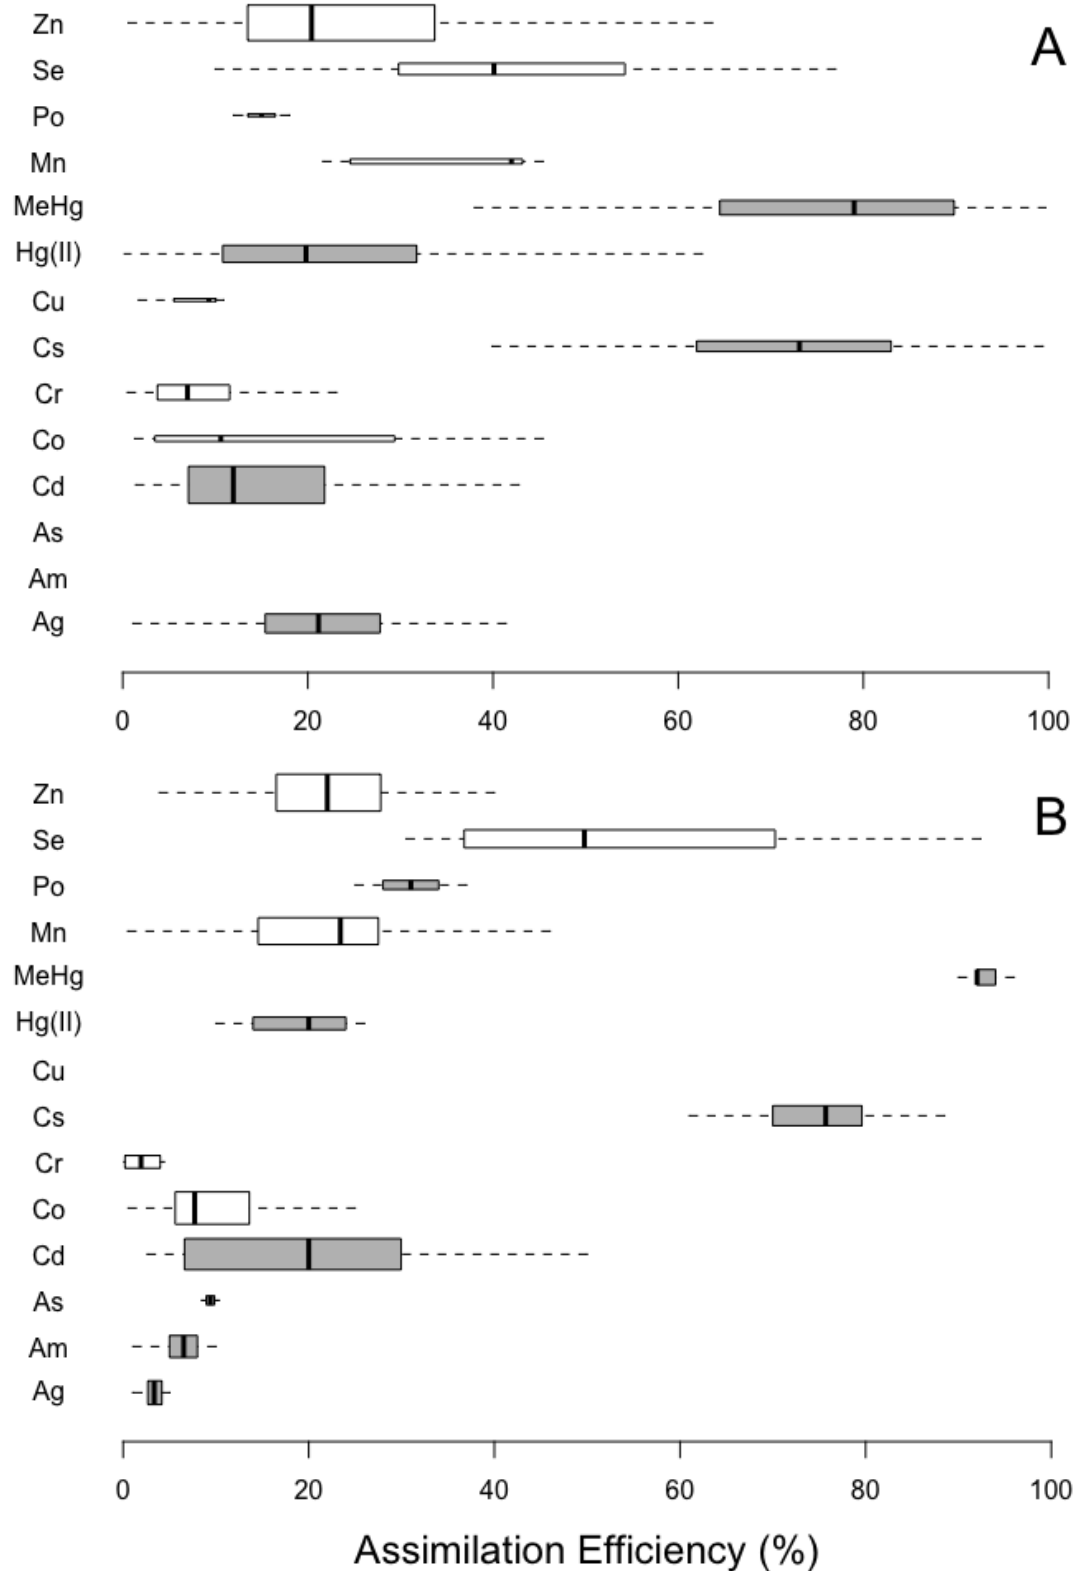 Zn
A
Se
Po
Mn
MeHg
Hg(II)
Cu
Cs
Cr
Co
Cd
As
Am
Ag
0 20 40 60 80 100
Zn
B
Se
Po
Mn
MeHg
Hg(II)
Cu
Cs
Cr
Co
Cd
As
Am
Ag
0 20 40 60 80 100
Assimilation Efficiency (%)